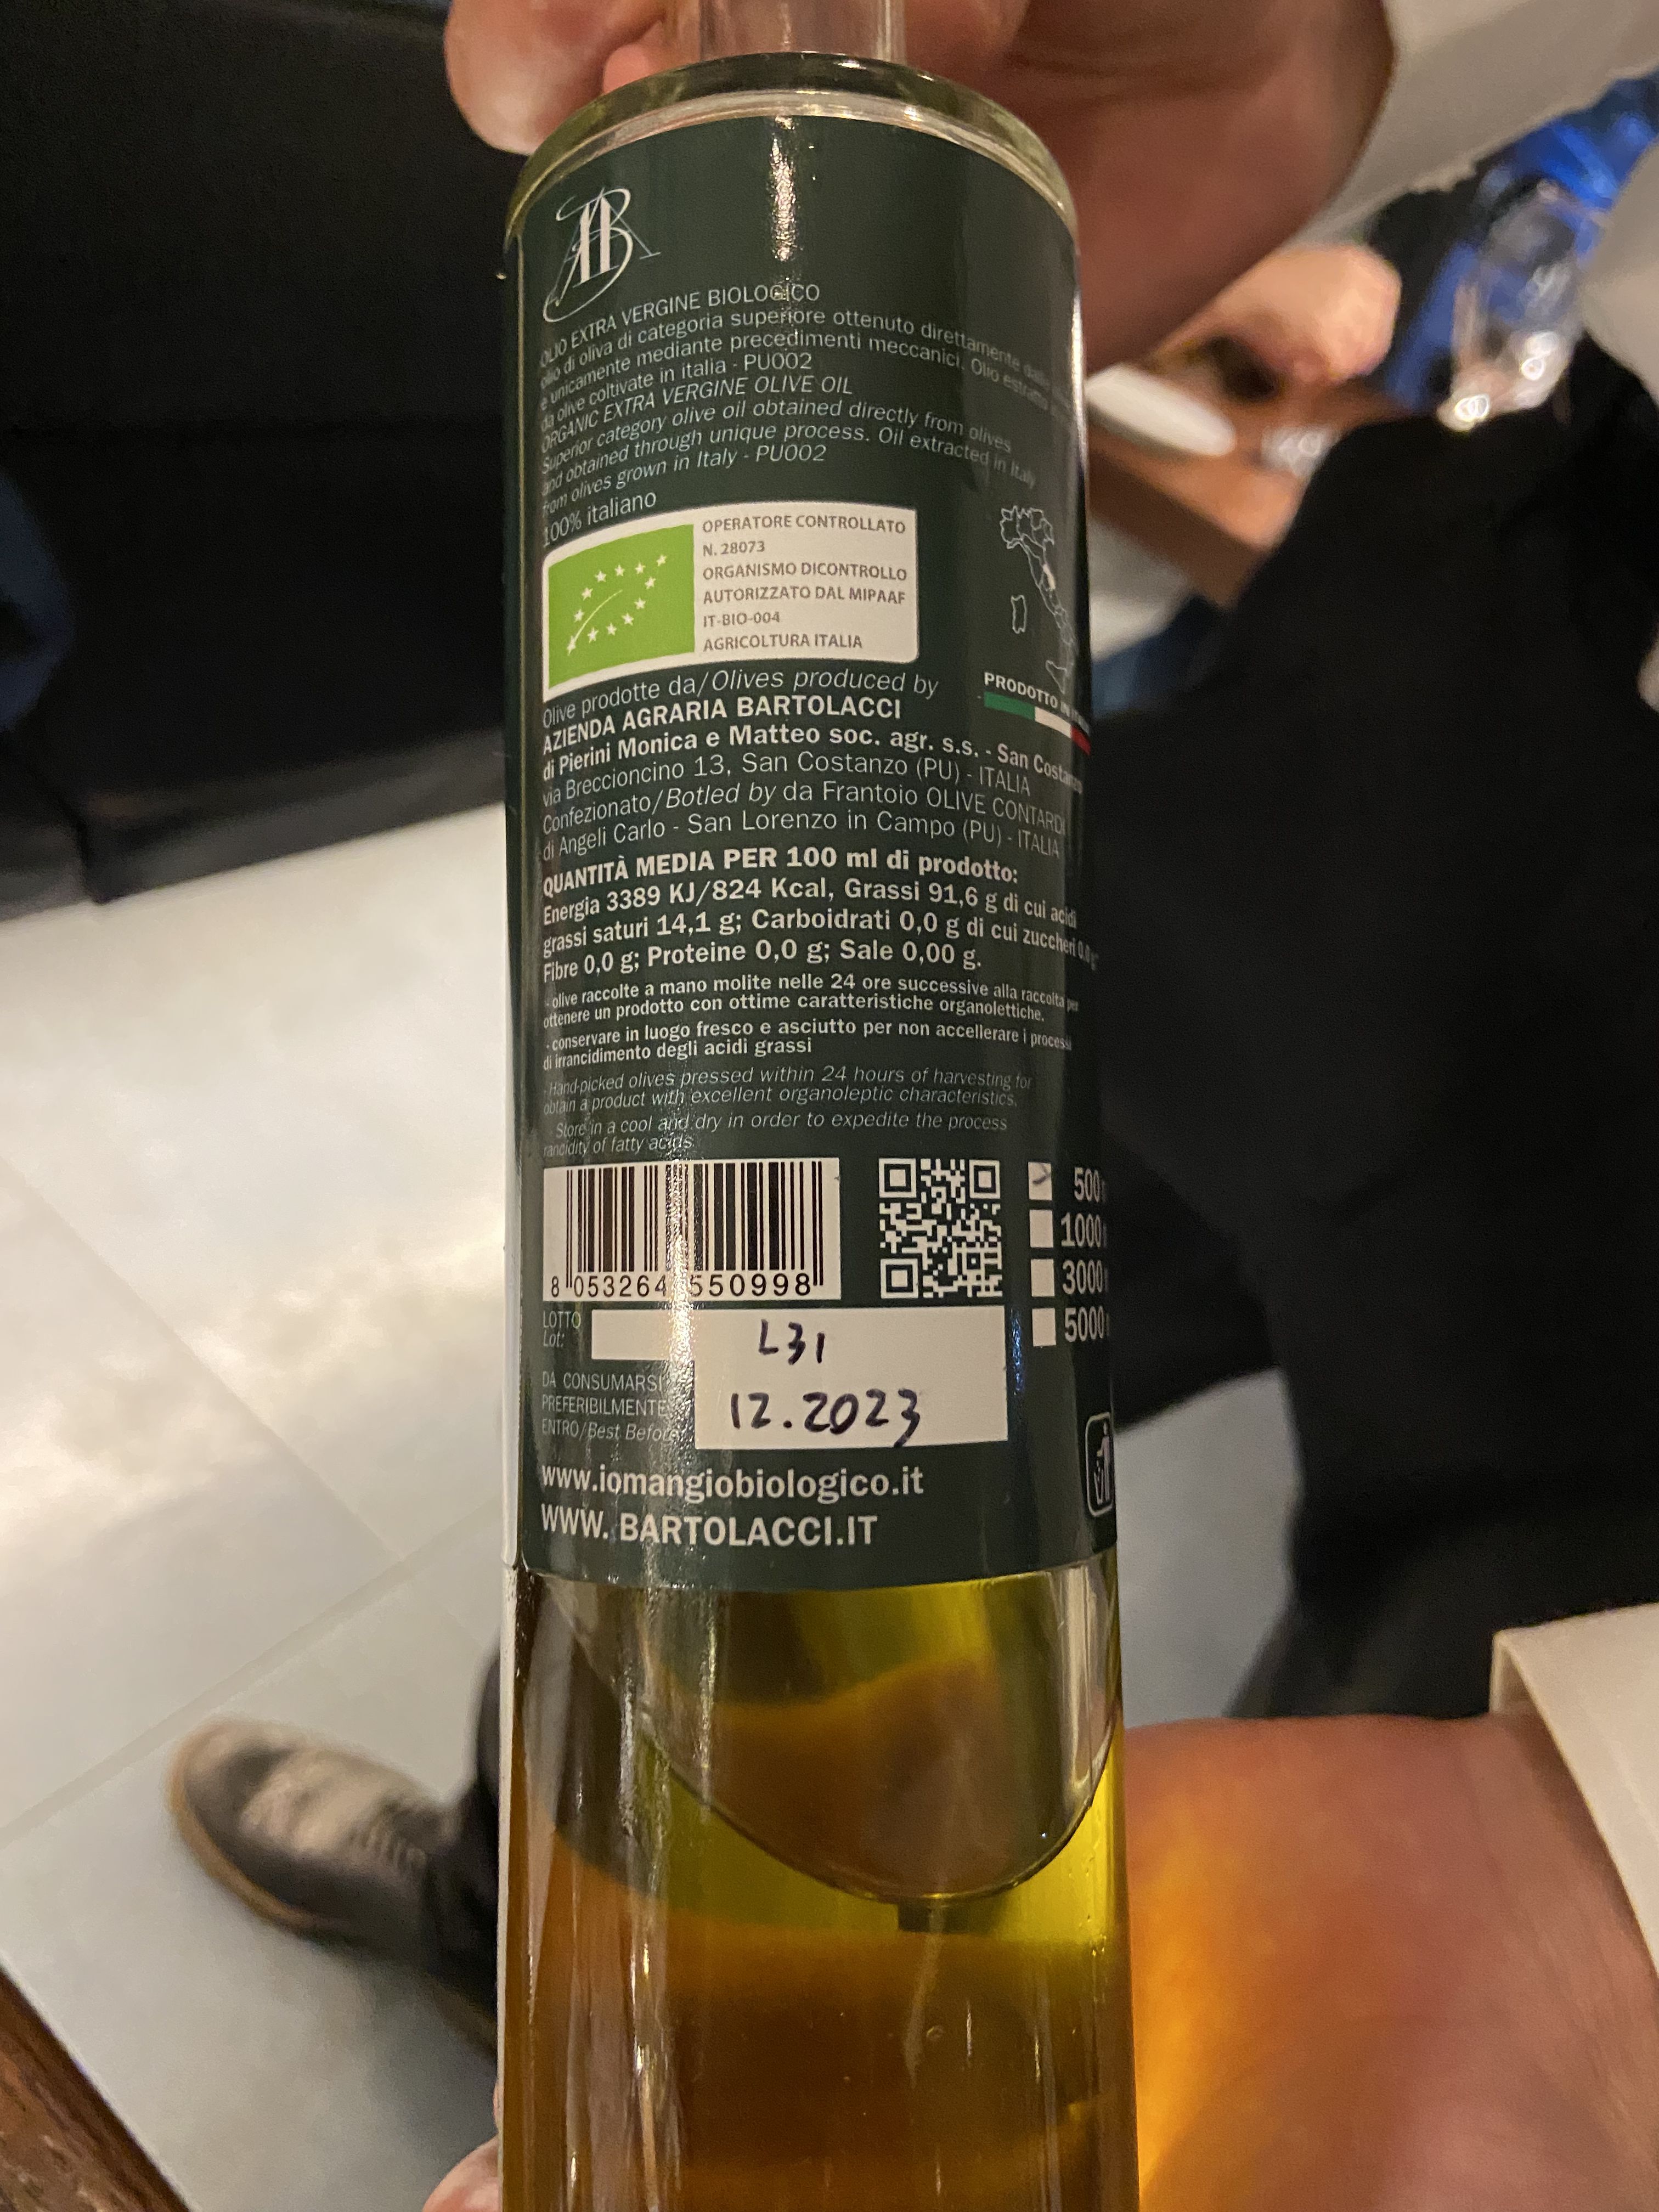 AB
OLIO EXTRA VERGINE BIOLOGICO
olio di oliva di categoria superiore ottenuto direttamente
e unicamente mediante precedimenti meccanici. Olio estratto
da olive coltivate in italia - PU002
ORGANIC EXTRA VERGINE OLIVE OIL
Superior category olive oil obtained directly from olives
and obtained through unique process. Oil extracted in Italy
from olives grown in Italy - PU002
100% italiano
OPERATORE CONTROLLATO
N. 28073
ORGANISMO DICONTROLLO
AUTORIZZATO DAL MIPAAF
IT-BIO-004
AGRICOLTURA ITALIA
PRODOTTO IN
Olive prodotte da/Olives produced by
AZIENDA AGRARIA BARTOLACCI
di Pierini Monica e Matteo soc. agr. s.s. - San Costanzo
via Breccioncino 13, San Costanzo (PU) - ITALIA
Confezionato/Botled by da Frantoio OLIVE CONTARDI
di Angeli Carlo - San Lorenzo in Campo (PU) - ITALIA
QUANTITÀ MEDIA PER 100 ml di prodotto:
Energia 3389 KJ/824 Kcal, Grassi 91,6 g di cui acidi
grassi saturi 14,1 g; Carboidrati 0,0 g di cui zuccheri 0,0 g
Fibre 0,0 g; Proteine 0,0 g; Sale 0,00 g.
- olive raccolte a mano molite nelle 24 ore successive alla raccolta per
ottenere un prodotto con ottime caratteristiche organolettiche.
- conservare in luogo fresco e asciutto per non accellerare i processi
di irrancidimento degli acidi grassi
- Hand-picked olives pressed within 24 hours of harvesting for
obtain a product with excellent organoleptic characteristics.
- Store in a cool and dry in order to expedite the process
rancidity of fatty acids.
8 053264 550998
500
1000
3000
5000
LOTTO
Lot:
L31
DA CONSUMARSI
PREFERIBILMENTE
ENTRO/Best Before
12.2023
www.iomangiobiologico.it
WWW. BARTOLACCI.IT